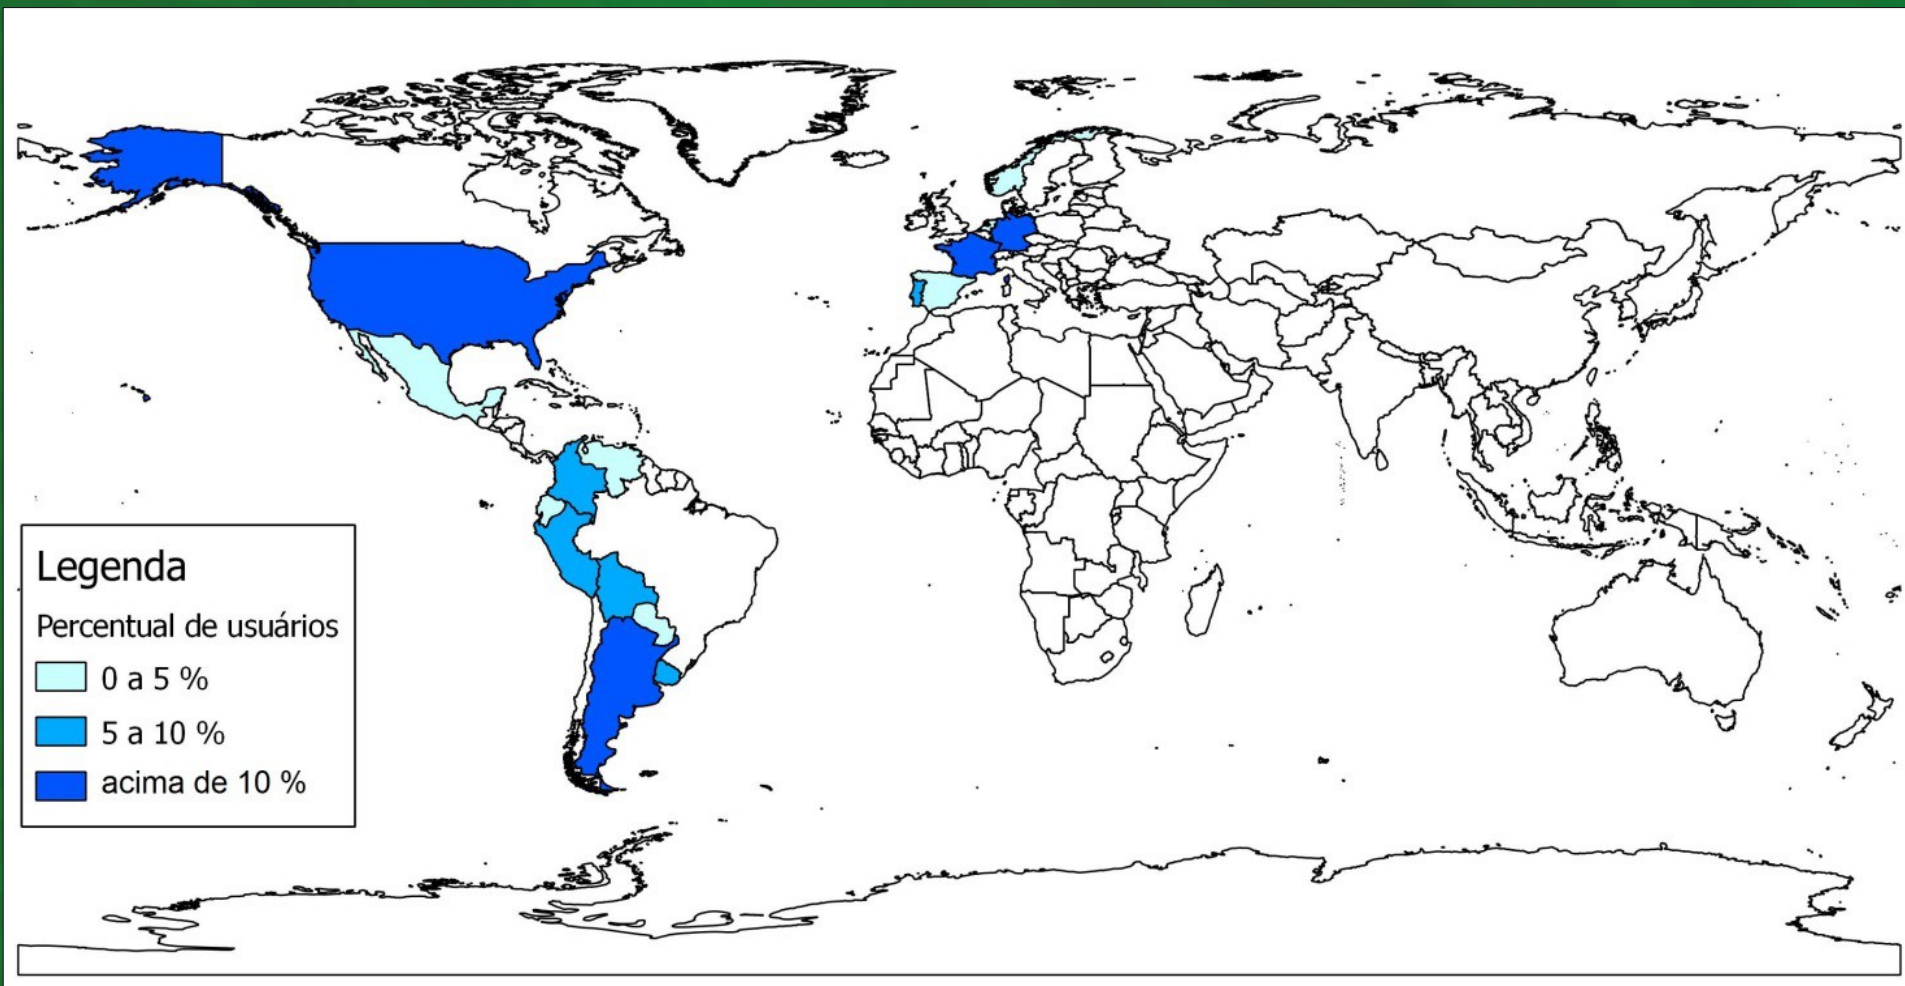 Legenda
Percentual de usuários
0 a 5 %
5 a 10 %
acima de 10 %